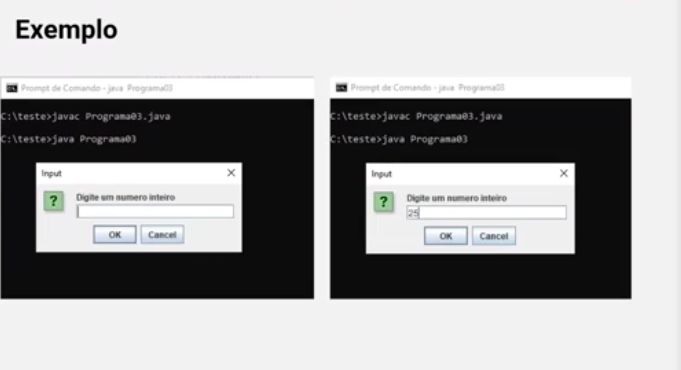 Exemplo
Prompt de Comando - java Programa03
C:\teste>javac Programa03.java
C:\teste>java Programa03
Input
?
Digite um numero inteiro
OK
Cancel
Prompt de Comando - java Programa03
C:\teste>javac Programa03.java
C:\teste>java Programa03
Input
?
Digite um numero inteiro
25
OK
Cancel